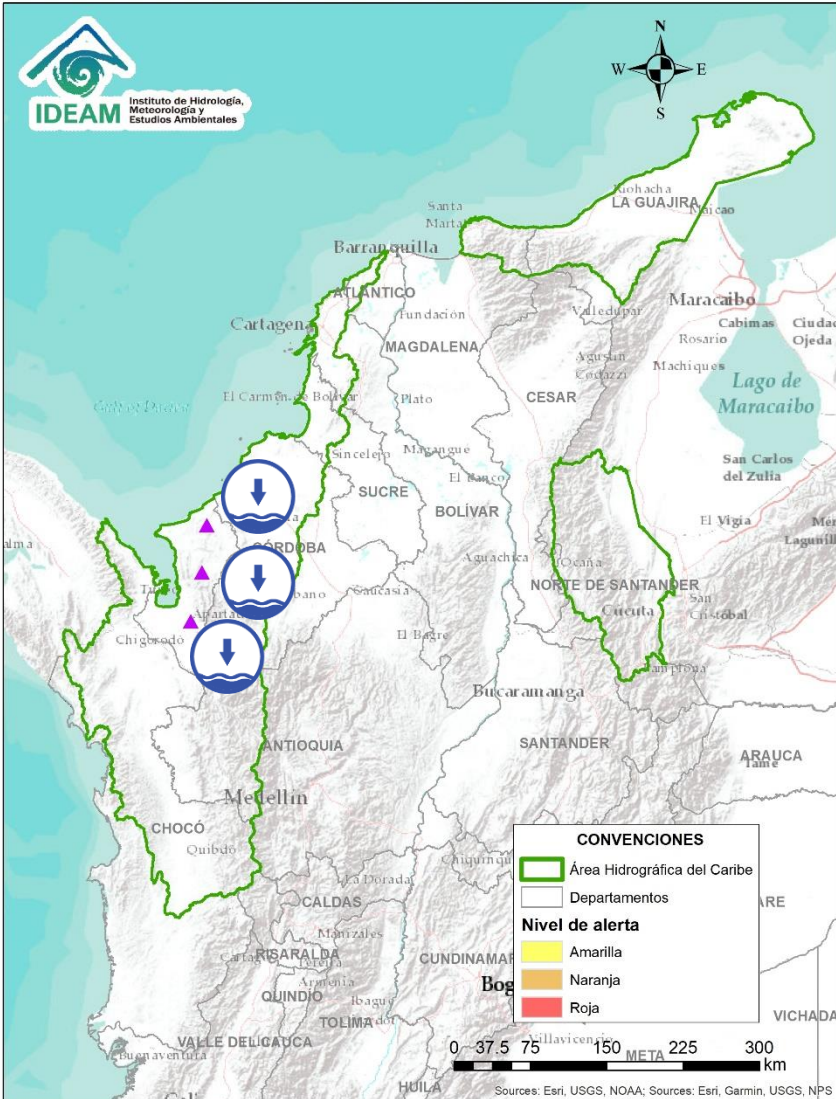 IDEAM
Instituto de Hidrología,
Meteorología y
Estudios Ambientales
N
W
E
S
Riohacha
LA GUAJIRA
Maicao
Santa
Marta
Barranquilla
ATLÁNTICO
Cartagena
Fundación
Valledupar
Maracaibo
Cabimas
Ciudad
Ojeda
MAGDALENA
Rosario
Agustín
Codazzi
Machiques
El Carmen de Bolívar
Plato
CESAR
Lago de
Maracaibo
Sincelejo
Magangue
San Carlos
del Zulia
SUCRE
El Banco
BOLÍVAR
El Vigía
CÓRDOBA
Aguachica
Ocaña
NORTE DE SANTANDER
Cúcuta
San
Cristóbal
Apartadó
Caucasia
Chigorodó
El Bagre
Pamplona
Bucaramanga
ANTIOQUIA
SANTANDER
ARAUCA
Tame
Medellín
CHOCÓ
Quibdó
La Dorada
CALDAS
Manizales
RISARALDA
Pereira
Armenia
QUINDÍO
Ibagué
TOLIMA
VALLE DEL CAUCA
Buenaventura
HUILA
META
VICHADA
CONVENCIONES
Área Hidrográfica del Caribe
Departamentos
Nivel de alerta
Amarilla
Naranja
Roja
0 37.5 75 150 225 300
km
Sources: Esri, USGS, NOAA; Sources: Esri, Garmin, USGS, NPS